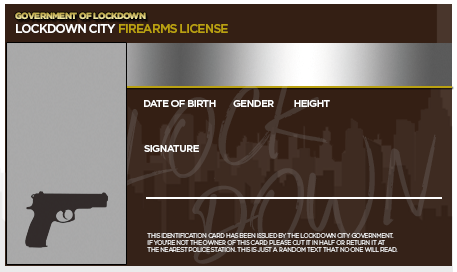 GOVERNMENT OF LOCKDOWN
LOCKDOWN CITY FIREARMS LICENSE
DATE OF BIRTH GENDER HEIGHT
SIGNATURE
LOCK
DOWN
THIS IDENTIFICATION CARD HAS BEEN ISSUED BY THE LOCKDOWN CITY GOVERNMENT.
IF YOU'RE NOT THE OWNER OF THIS CARD PLEASE CUT IT IN HALF OR RETURN IT AT
THE NEAREST POLICE STATION. THIS IS JUST A RANDOM TEXT THAT NO ONE WILL READ.